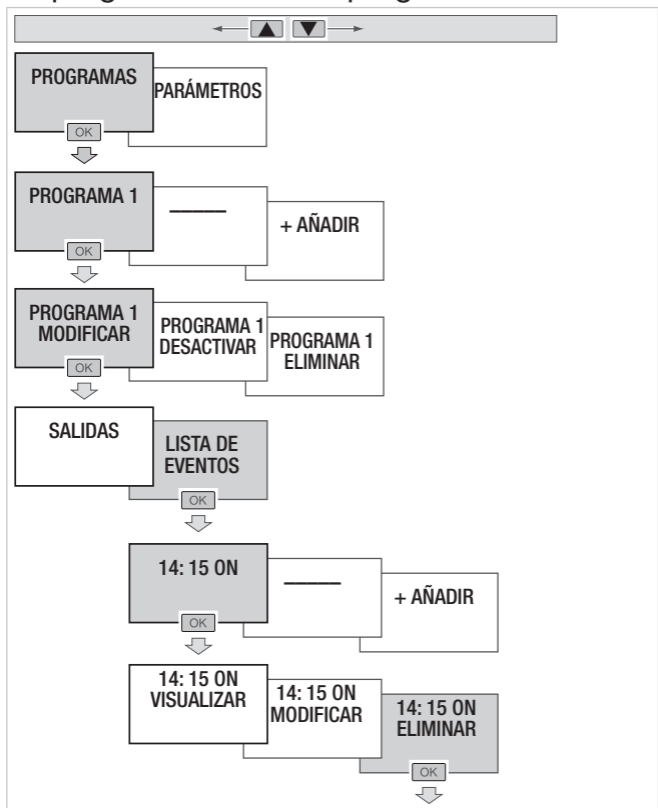 PROGRAMAS
OK
PARÁMETROS
PROGRAMA 1
OK
+ AÑADIR
PROGRAMA 1
MODIFICAR
OK
PROGRAMA 1
DESACTIVAR
PROGRAMA 1
ELIMINAR
SALIDAS
LISTA DE
EVENTOS
OK
14: 15 ON
OK
+ AÑADIR
14: 15 ON
VISUALIZAR
14: 15 ON
MODIFICAR
14: 15 ON
ELIMINAR
OK